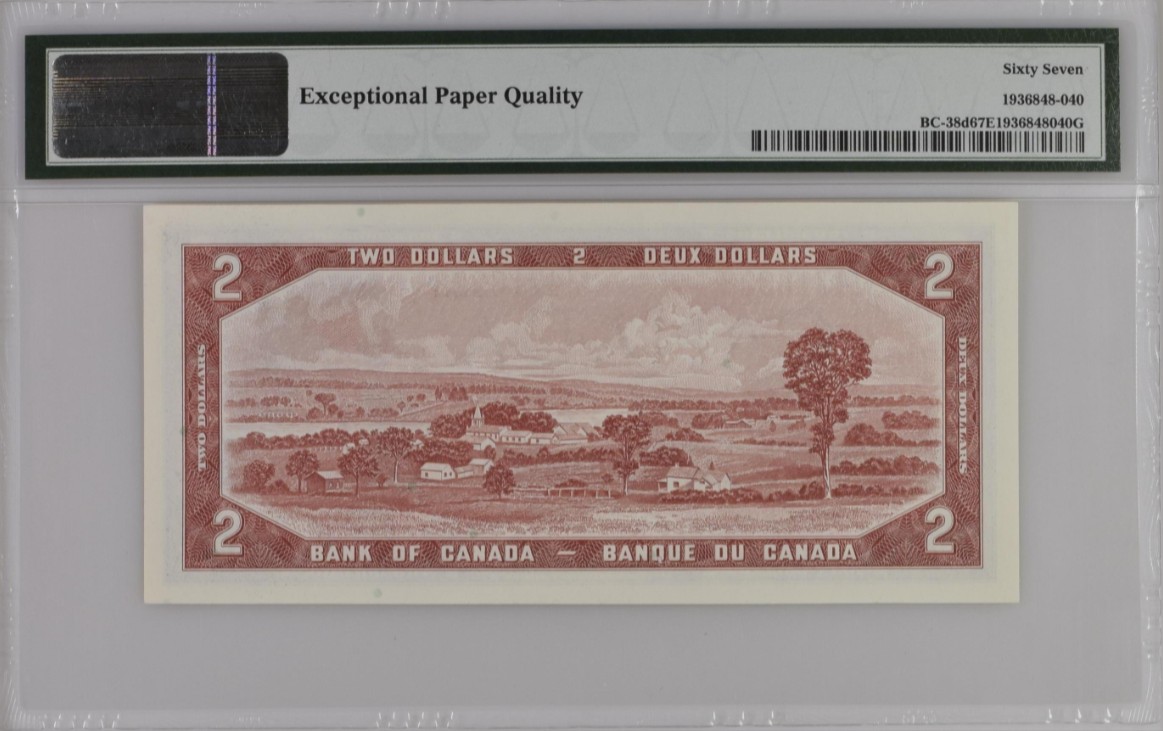 Exceptional Paper Quality
Sixty Seven
1936848-040
BC-38d67E1936848040G
TWO DOLLARS 2 DEUX DOLLARS
2 2
TWO DOLLARS
DEUX DOLLARS
2 2
BANK OF CANADA — BANQUE DU CANADA